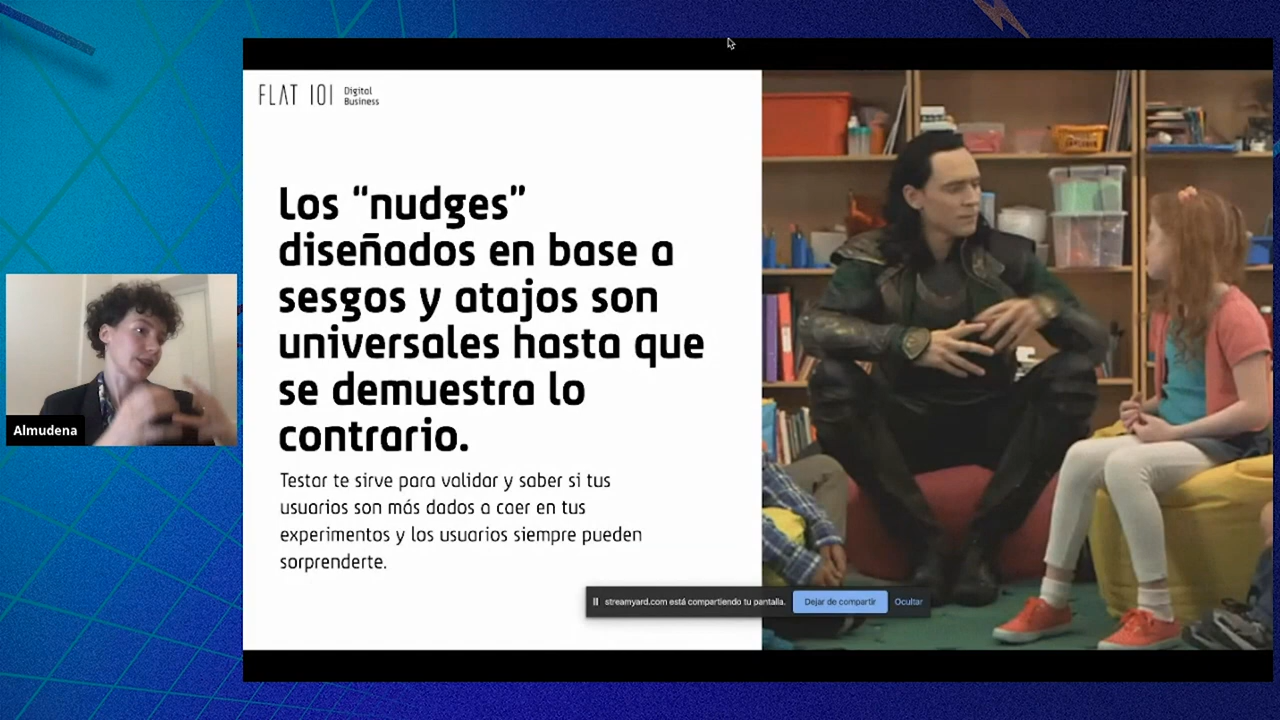 FLAT 101 Digital
Business
Los “nudges”
diseñados en base a
sesgos y atajos son
universales hasta que
se demuestra lo
contrario.
Testar te sirve para validar y saber si tus
usuarios son más dados a caer en tus
experimentos y los usuarios siempre pueden
sorprenderte.
Almudena
streamyard.com está compartiendo tu pantalla. Dejar de compartir Ocultar